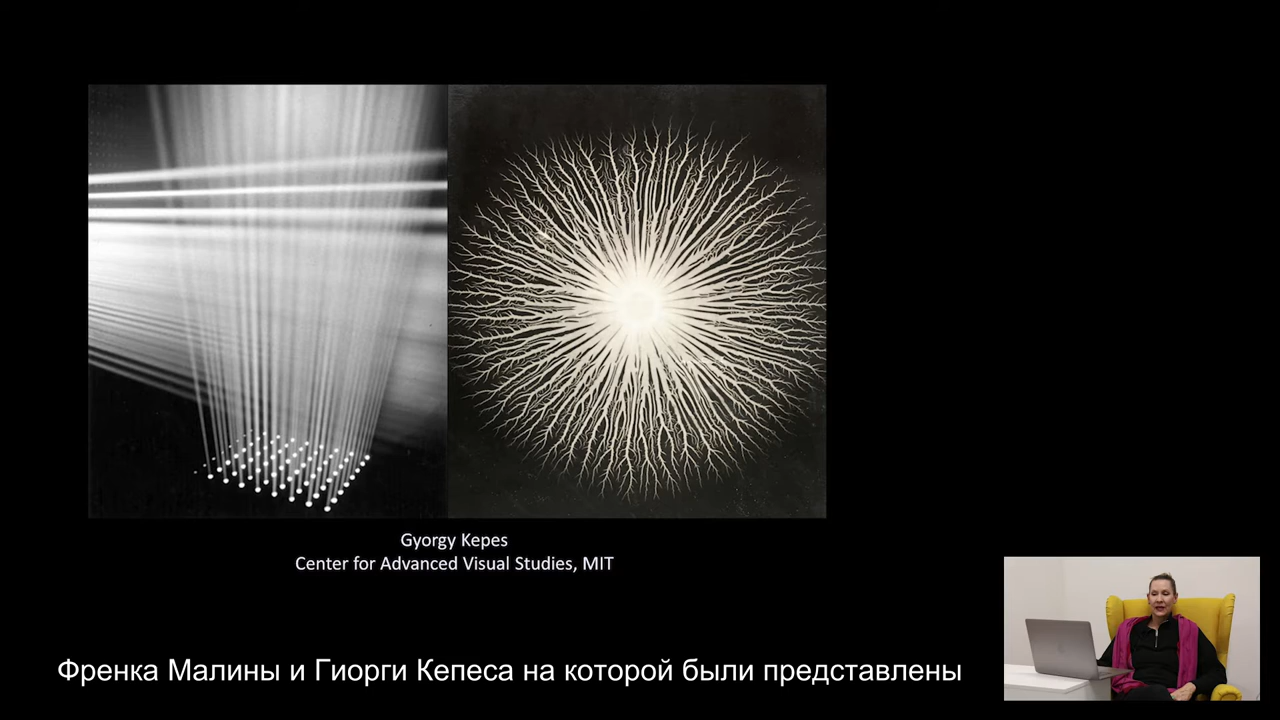 Gyorgy Kepes
Center for Advanced Visual Studies, MIT
Френка Малины и Гиорги Кепеса на которой были представлены